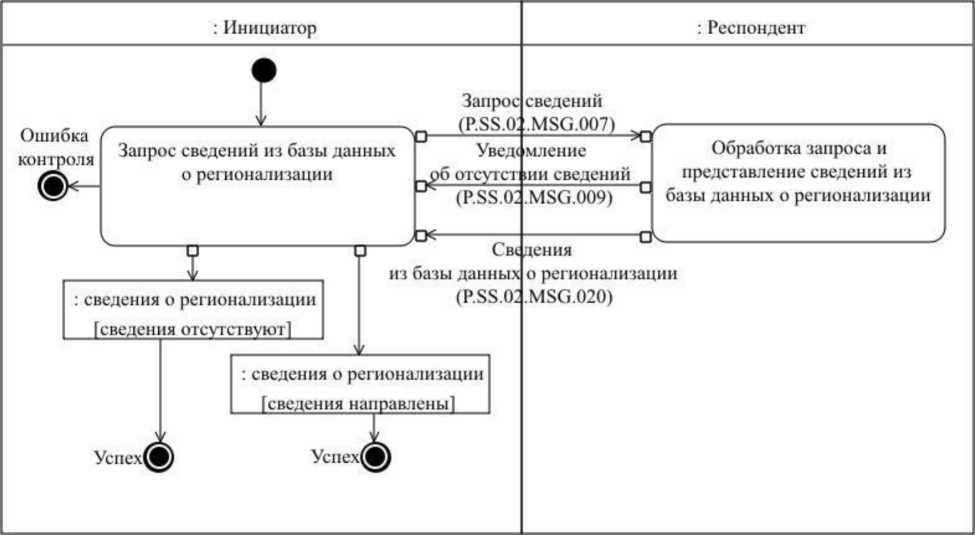 : Инициатор
: Респондент
Запрос сведений
(P.SS.02.MSG.007)
Ошибка
контроля
Запрос сведений из базы данных
о регионализации
Уведомление
об отсутствии сведений
(P.SS.02.MSG.009)
Обработка запроса и
представление сведений из
базы данных о регионализации
Сведения
из базы данных о регионализации
(P.SS.02.MSG.020)
: сведения о регионализации
[сведения отсутствуют]
: сведения о регионализации
[сведения направлены]
Успех
Успех